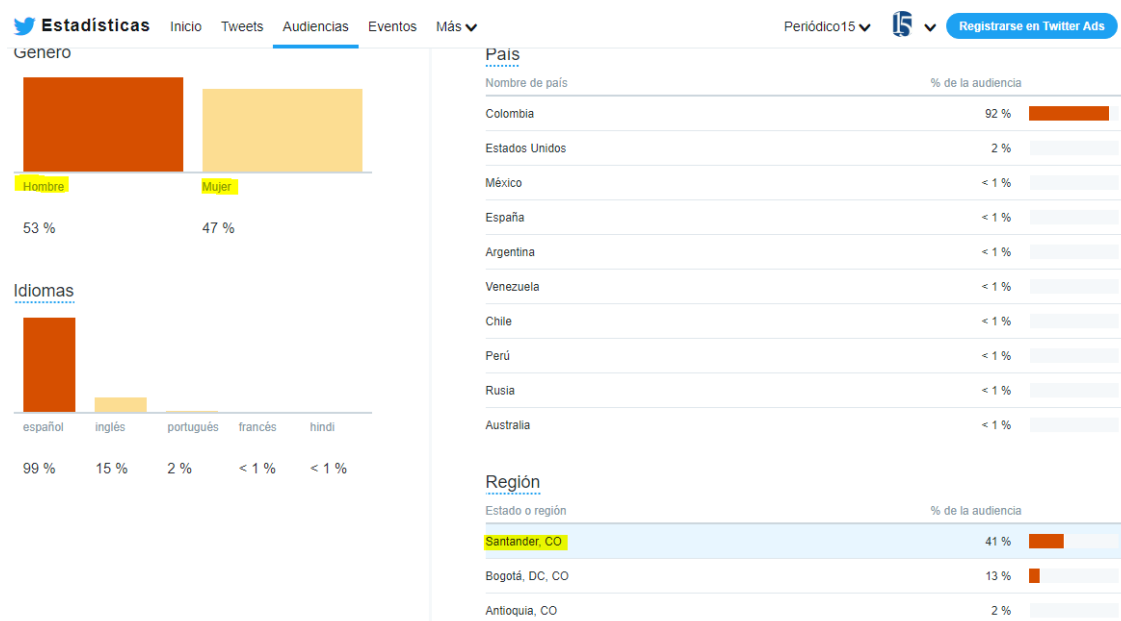 Estadísticas Inicio Tweets Audiencias Eventos Más Periódico15 15 Registrarse en Twitter Ads
Género
53 %
Hombre
47 %
Mujer
Idiomas
español inglés portugués francés hindi
99 % 15 % 2 % < 1 % < 1 %
País
Nombre de país % de la audiencia
Colombia 92 %
Estados Unidos 2 %
México < 1 %
España < 1 %
Argentina < 1 %
Venezuela < 1 %
Chile < 1 %
Perú < 1 %
Rusia < 1 %
Australia < 1 %
Región
Estado o región % de la audiencia
Santander, CO 41 %
Bogotá, DC, CO 13 %
Antioquia, CO 2 %